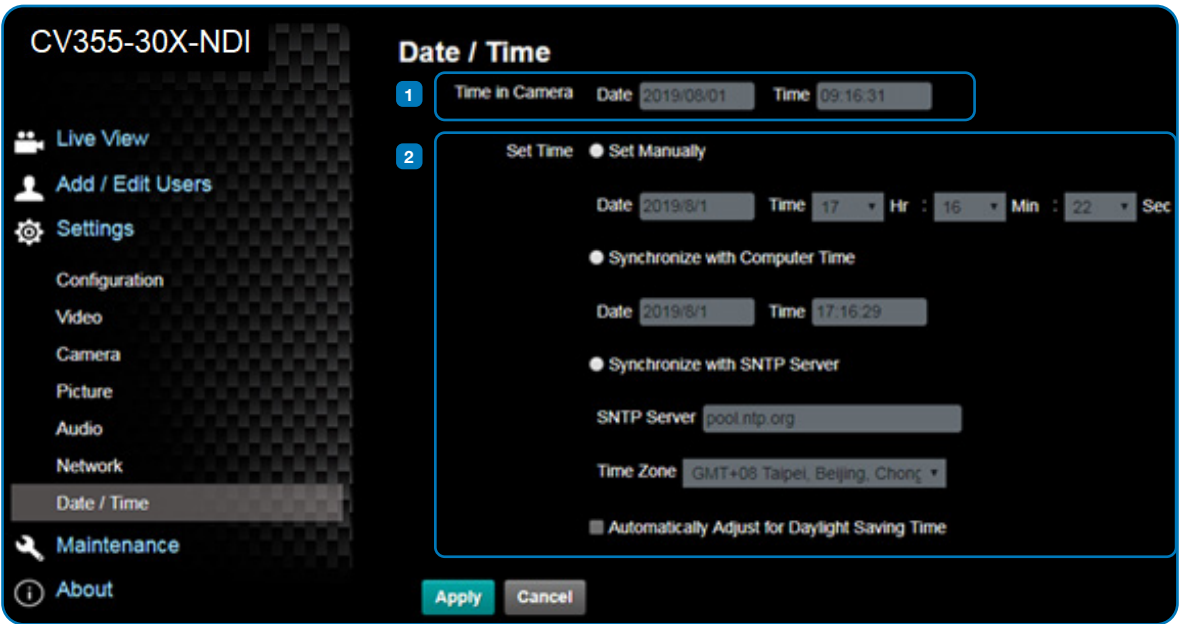 CV355-30X-NDI
Live View
Add / Edit Users
Settings
Configuration
Video
Camera
Picture
Audio
Network
Date / Time
Maintenance
About
Date / Time
1
Time in Camera Date 2019/08/01 Time 09:16:31
2
Set Time Set Manually
Date 2019/8/1 Time 17 Hr : 16 Min : 22 Sec
Synchronize with Computer Time
Date 2019/8/1 Time 17:16:29
Synchronize with SNTP Server
SNTP Server pool.ntp.org
Time Zone GMT+08 Taipei, Beijing, Chong
Automatically Adjust for Daylight Saving Time
Apply Cancel